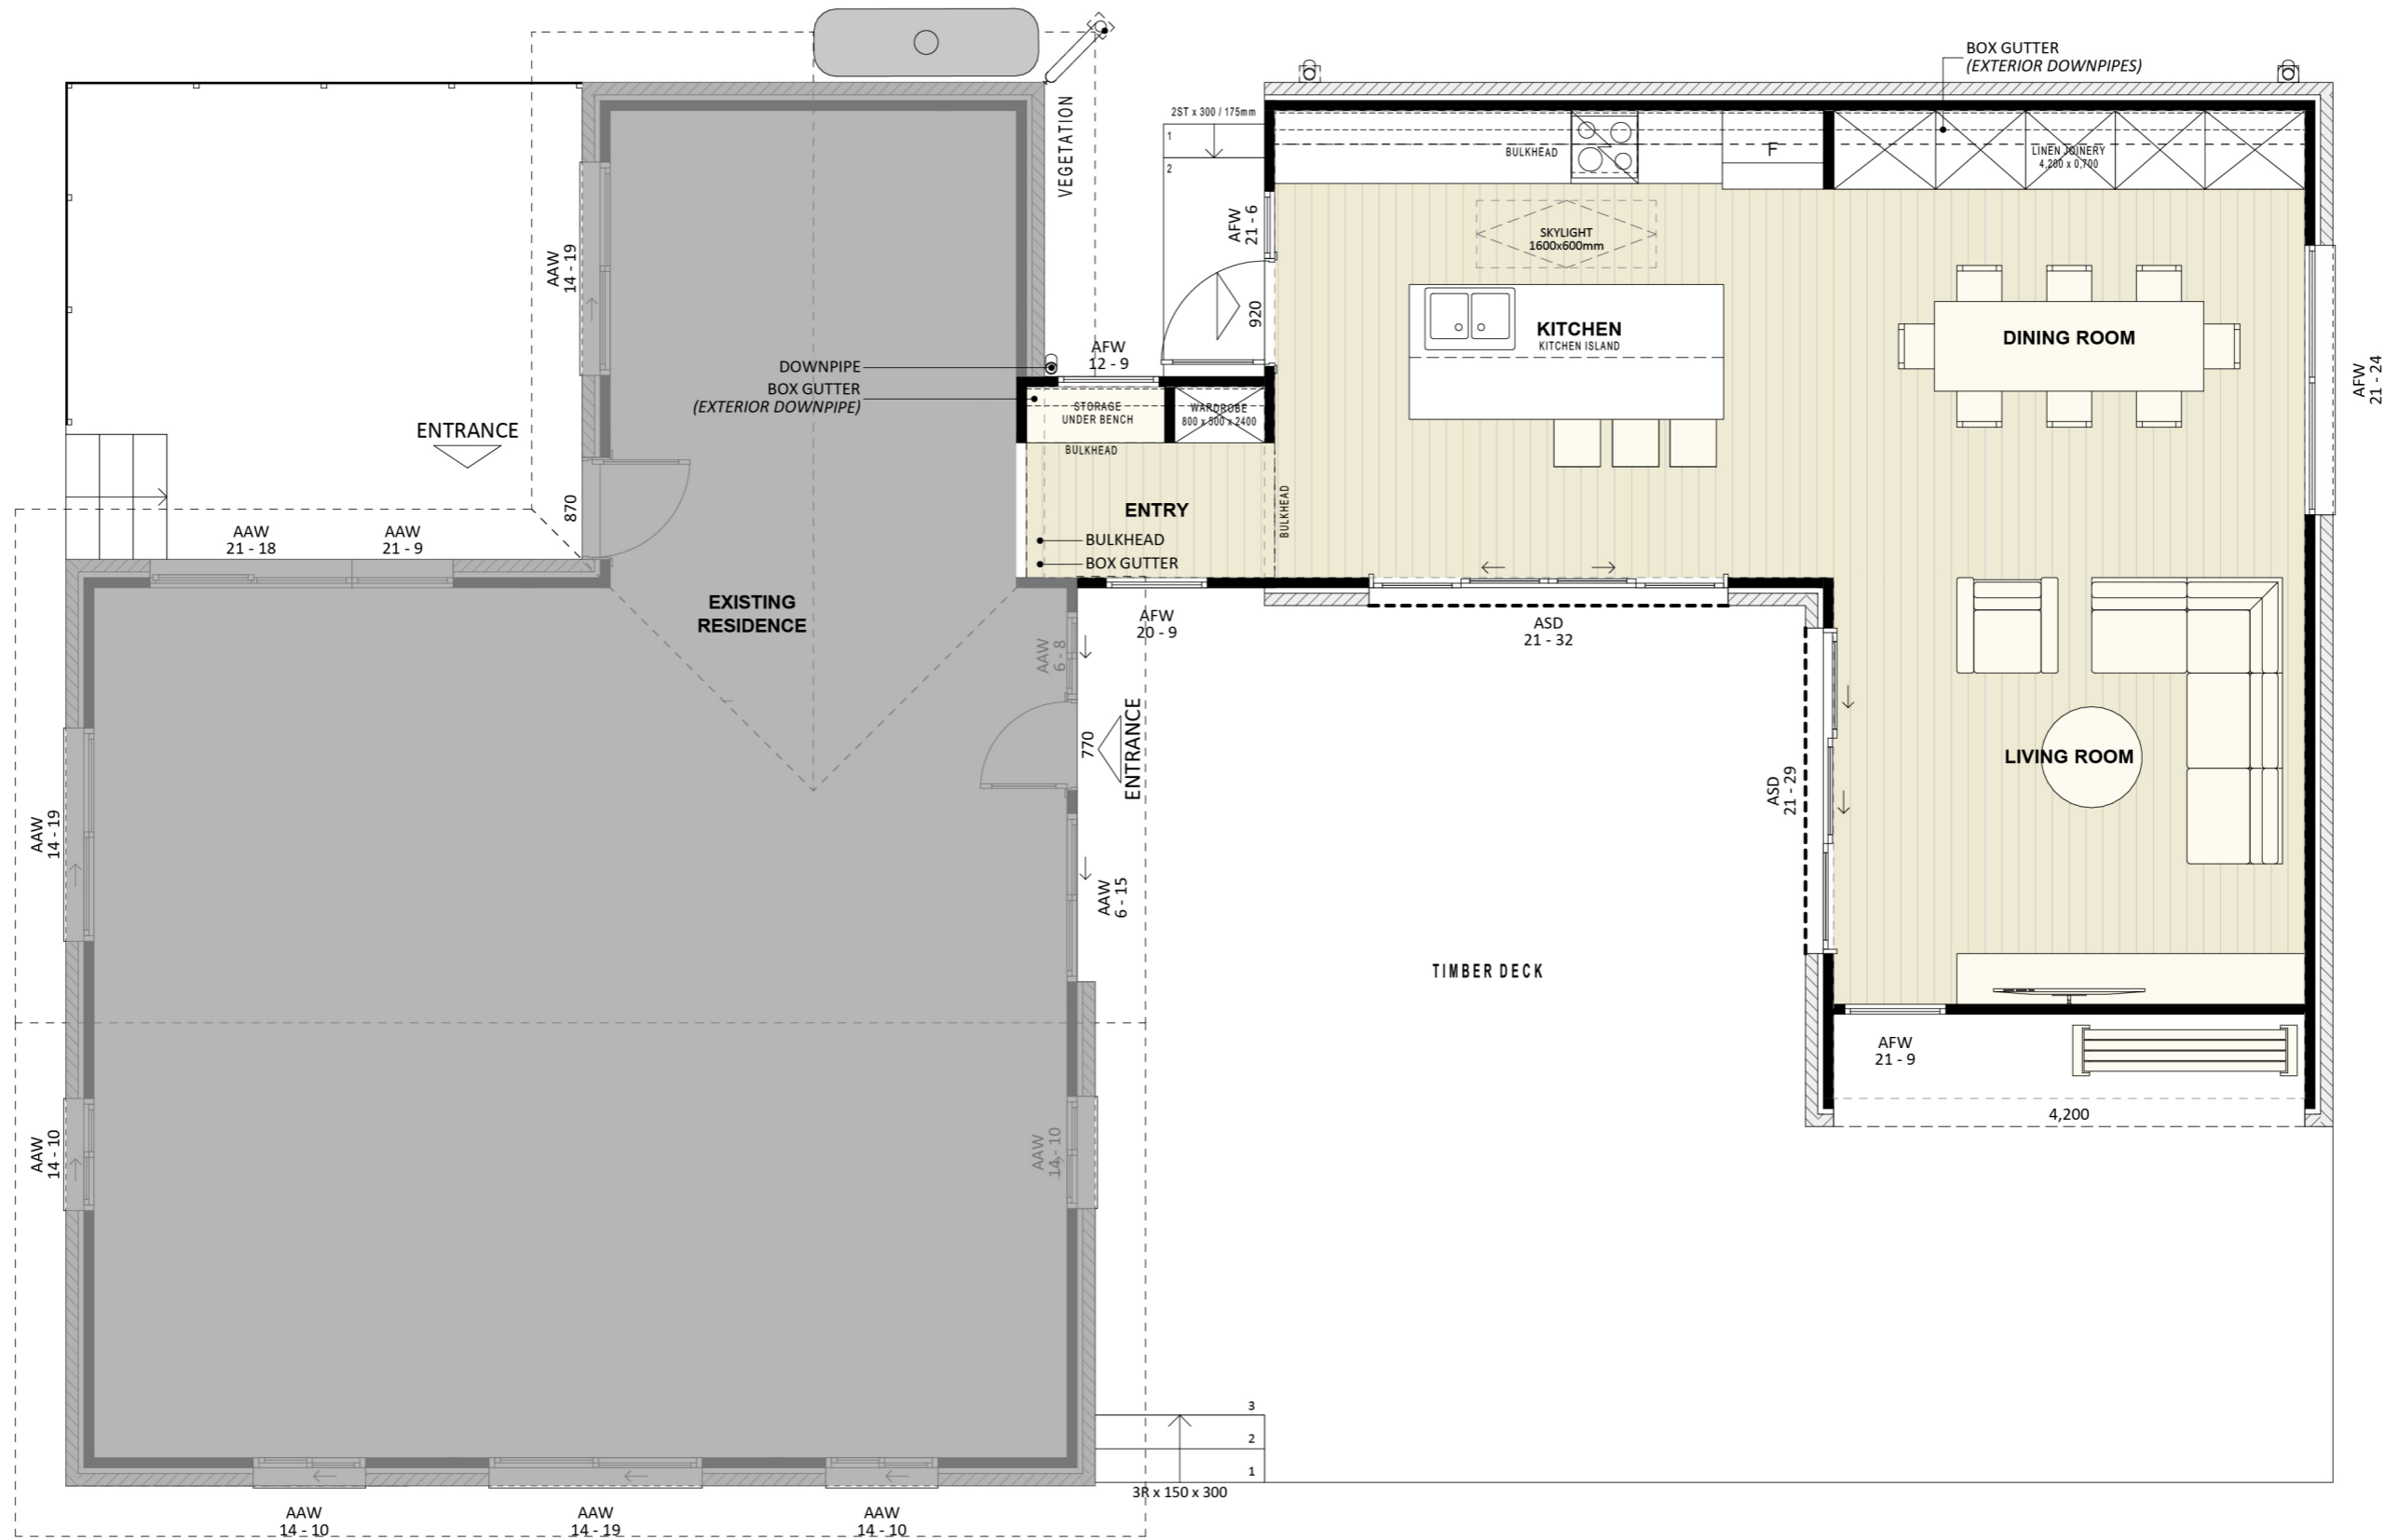 BOX GUTTER
(EXTERIOR DOWNPIPES)
VEGETATION
2ST x 300 / 175mm
1
2
BULKHEAD
F
LINEN JOINERY
4,200 x 0,700
AFW
21 - 6
SKYLIGHT
1600x600mm
AAW
14 - 19
920
KITCHEN
KITCHEN ISLAND
DINING ROOM
AFW
21 - 24
AFW
12 - 9
DOWNPIPE
BOX GUTTER
(EXTERIOR DOWNPIPE)
STORAGE
UNDER BENCH
WARDROBE
800 x 500 x 2400
ENTRANCE
BULKHEAD
870
ENTRY
BULKHEAD
AAW
21 - 18
AAW
21 - 9
BULKHEAD
BOX GUTTER
EXISTING
RESIDENCE
AFW
20 - 9
ASD
21 - 32
AAW
6 - 8
770
ENTRANCE
ASD
21 - 29
LIVING ROOM
AAW
14 - 19
AAW
6 - 15
TIMBER DECK
AFW
21 - 9
4,200
AAW
14 - 10
AAW
14 - 10
3
2
1
3R x 150 x 300
AAW
14 - 10
AAW
14 - 19
AAW
14 - 10